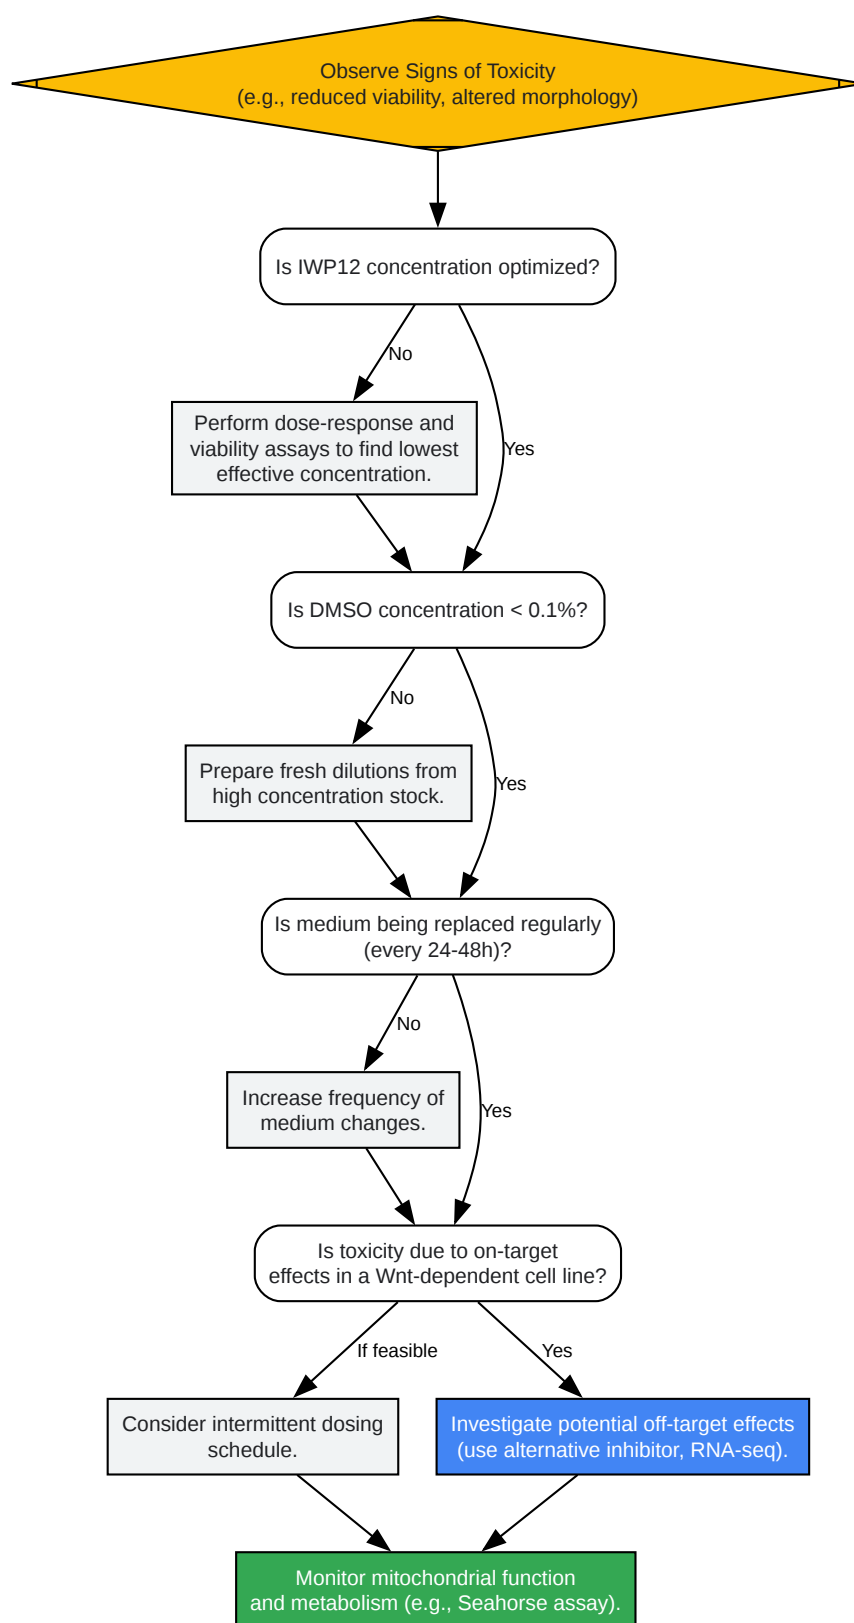 Observe Signs of Toxicity
(e.g., reduced viability, altered morphology)
Is IWP12 concentration optimized?
No
Perform dose-response and
viability assays to find lowest
effective concentration.
Yes
Is DMSO concentration < 0.1%?
No
Prepare fresh dilutions from
high concentration stock.
Yes
Is medium being replaced regularly
(every 24-48h)?
No
Increase frequency of
medium changes.
Yes
Is toxicity due to on-target
effects in a Wnt-dependent cell line?
If feasible
Yes
Consider intermittent dosing
schedule.
Investigate potential off-target effects
(use alternative inhibitor, RNA-seq).
Monitor mitochondrial function
and metabolism (e.g., Seahorse assay).